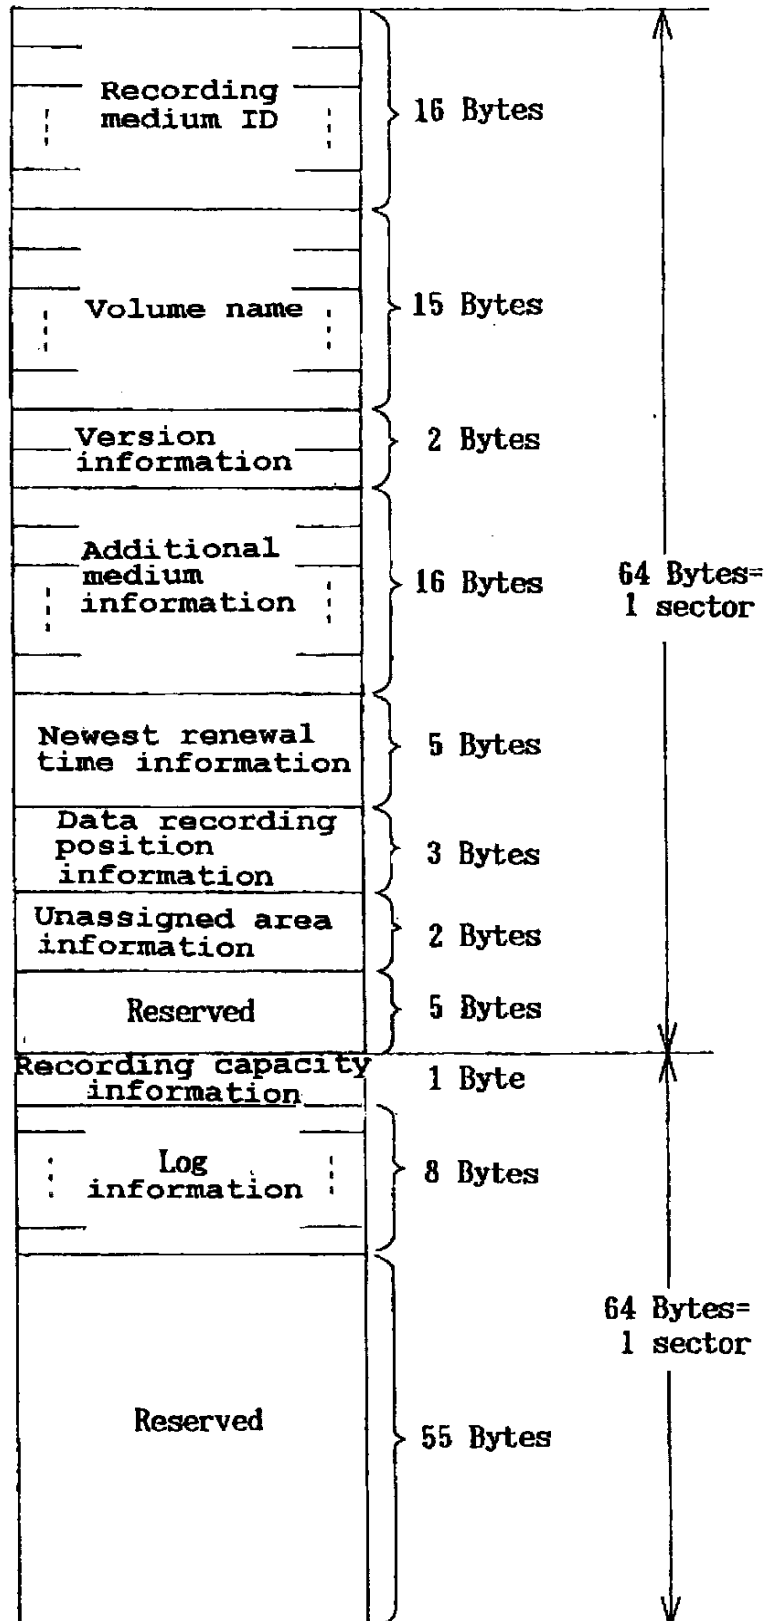 Recording
medium ID
16 Bytes
Volume name
15 Bytes
Version
information
2 Bytes
Additional
medium
information
16 Bytes
64 Bytes=
1 sector
Newest renewal
time information
5 Bytes
Data recording
position
information
3 Bytes
Unassigned area
information
2 Bytes
Reserved
5 Bytes
Recording capacity
information
1 Byte
Log
information
8 Bytes
64 Bytes=
1 sector
Reserved
55 Bytes